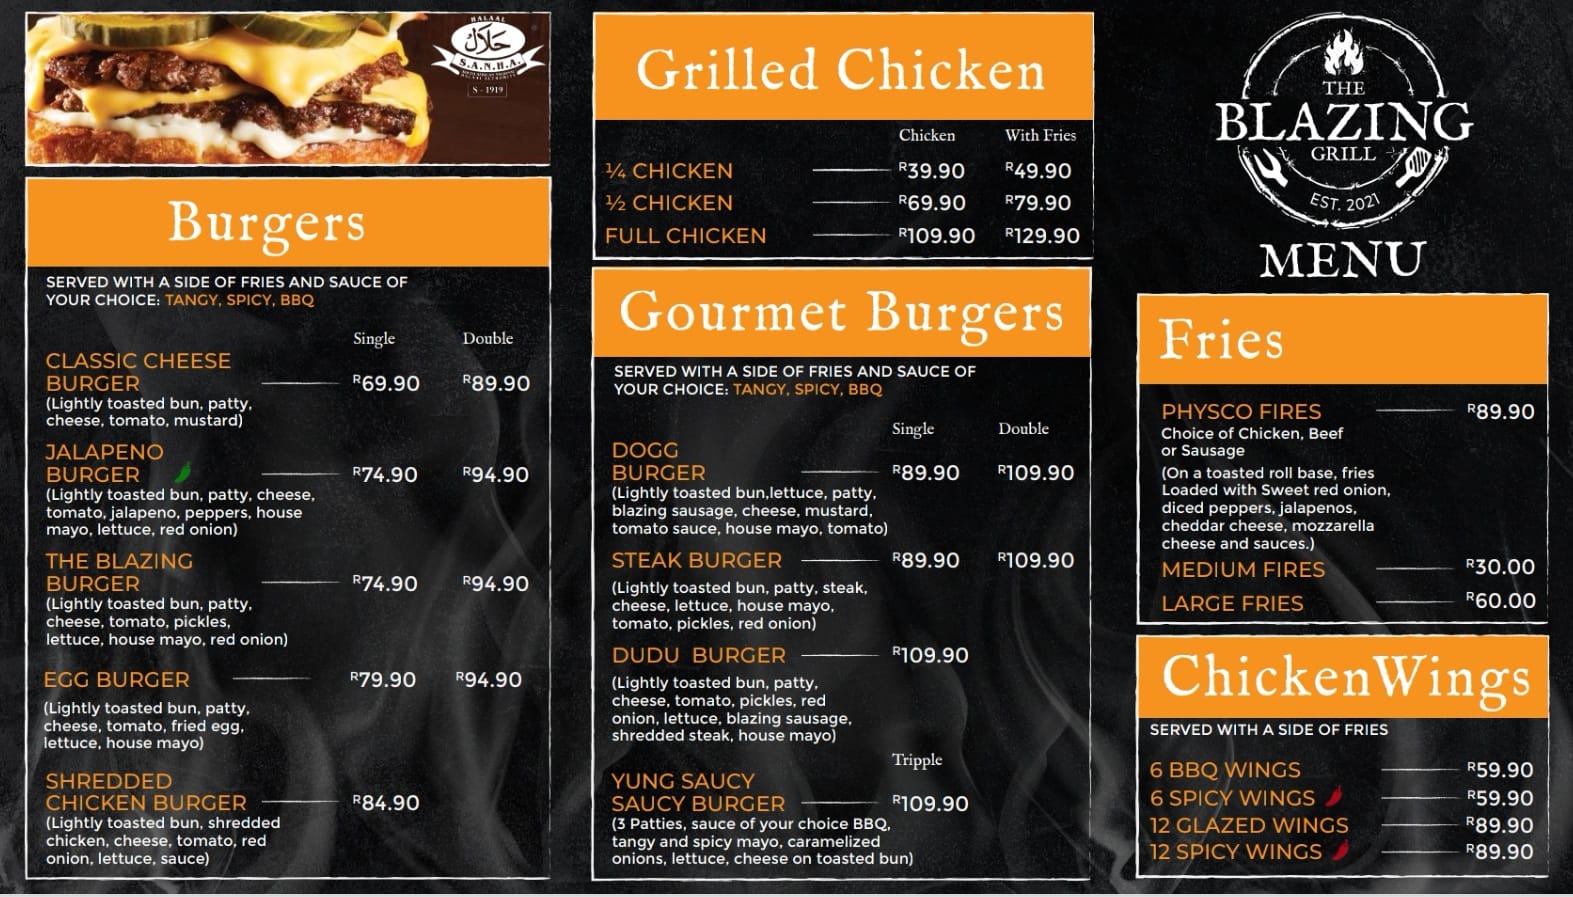 HALAAL
حلال
S.A.N.H.A.
S - 1919
Burgers
SERVED WITH A SIDE OF FRIES AND SAUCE OF
YOUR CHOICE: TANGY, SPICY, BBQ
Single Double
CLASSIC CHEESE
BURGER R69.90 R89.90
(Lightly toasted bun, patty,
cheese, tomato, mustard)
JALAPENO
BURGER R74.90 R94.90
(Lightly toasted bun, patty, cheese,
tomato, jalapeno, peppers, house
mayo, lettuce, red onion)
THE BLAZING
BURGER R74.90 R94.90
(Lightly toasted bun, patty,
cheese, tomato, pickles,
lettuce, house mayo, red onion)
EGG BURGER R79.90 R94.90
(Lightly toasted bun, patty,
cheese, tomato, fried egg,
lettuce, house mayo)
SHREDDED
CHICKEN BURGER R84.90
(Lightly toasted bun, shredded
chicken, cheese, tomato, red
onion, lettuce, sauce)
Grilled Chicken
Chicken With Fries
¼ CHICKEN R39.90 R49.90
½ CHICKEN R69.90 R79.90
FULL CHICKEN R109.90 R129.90
Gourmet Burgers
SERVED WITH A SIDE OF FRIES AND SAUCE OF
YOUR CHOICE: TANGY, SPICY, BBQ
Single Double
DOGG
BURGER R89.90 R109.90
(Lightly toasted bun,lettuce, patty,
blazing sausage, cheese, mustard,
tomato sauce, house mayo, tomato)
STEAK BURGER R89.90 R109.90
(Lightly toasted bun, patty, steak,
cheese, lettuce, house mayo,
tomato, pickles, red onion)
DUDU BURGER R109.90
(Lightly toasted bun, patty,
cheese, tomato, pickles, red
onion, lettuce, blazing sausage,
shredded steak, house mayo)
Tripple
YUNG SAUCY
SAUCY BURGER R109.90
(3 Patties, sauce of your choice BBQ,
tangy and spicy mayo, caramelized
onions, lettuce, cheese on toasted bun)
THE
BLAZING
GRILL
EST. 2021
MENU
Fries
PHYSCO FIRES R89.90
Choice of Chicken, Beef
or Sausage
(On a toasted roll base, fries
Loaded with Sweet red onion,
diced peppers, jalapenos,
cheddar cheese, mozzarella
cheese and sauces.)
MEDIUM FIRES R30.00
LARGE FRIES R60.00
ChickenWings
SERVED WITH A SIDE OF FRIES
6 BBQ WINGS R59.90
6 SPICY WINGS R59.90
12 GLAZED WINGS R89.90
12 SPICY WINGS R89.90